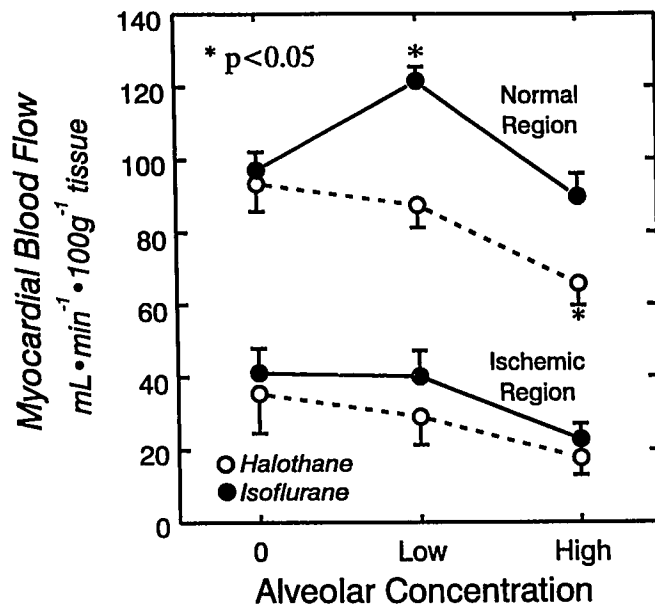 Myocardial Blood Flow
mL•min⁻¹•100g⁻¹ tissue
140
120
100
80
60
40
20
0
* p<0.05
*
Normal
Region
*
Ischemic
Region
Halothane
Isoflurane
0 Low High
Alveolar Concentration